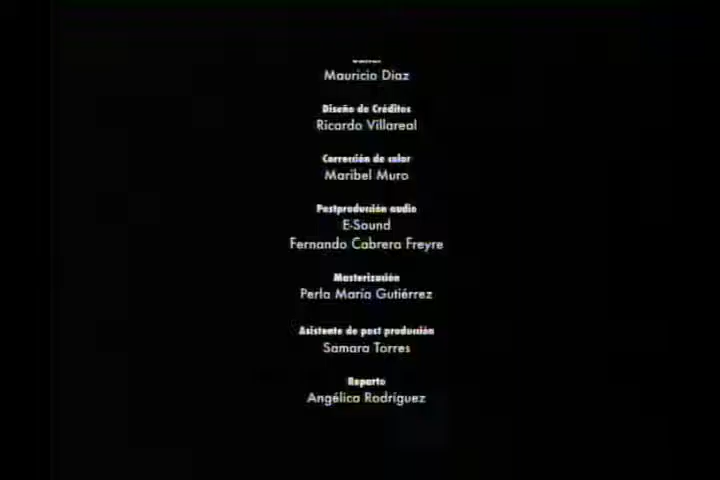 Mauricio Díaz
Diseño de Créditos
Ricardo Villareal
Corrección de color
Maribel Muro
Postproducción audio
E-Sound
Fernando Cabrera Freyre
Masterización
Perla María Gutiérrez
Asistente de post producción
Samara Torres
Reparto
Angélica Rodríguez